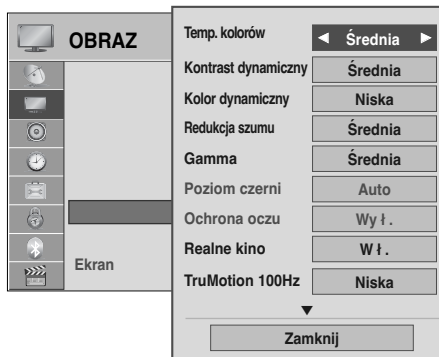 OBRAZ
Ekran
Temp. kolorów ◄ Średnia ►
Kontrast dynamiczny Średnia
Kolor dynamiczny Niska
Redukcja szumu Średnia
Gamma Średnia
Poziom czerni Auto
Ochrona oczu Wył.
Realne kino Wł.
TruMotion 100Hz Niska
▼
Zamknij